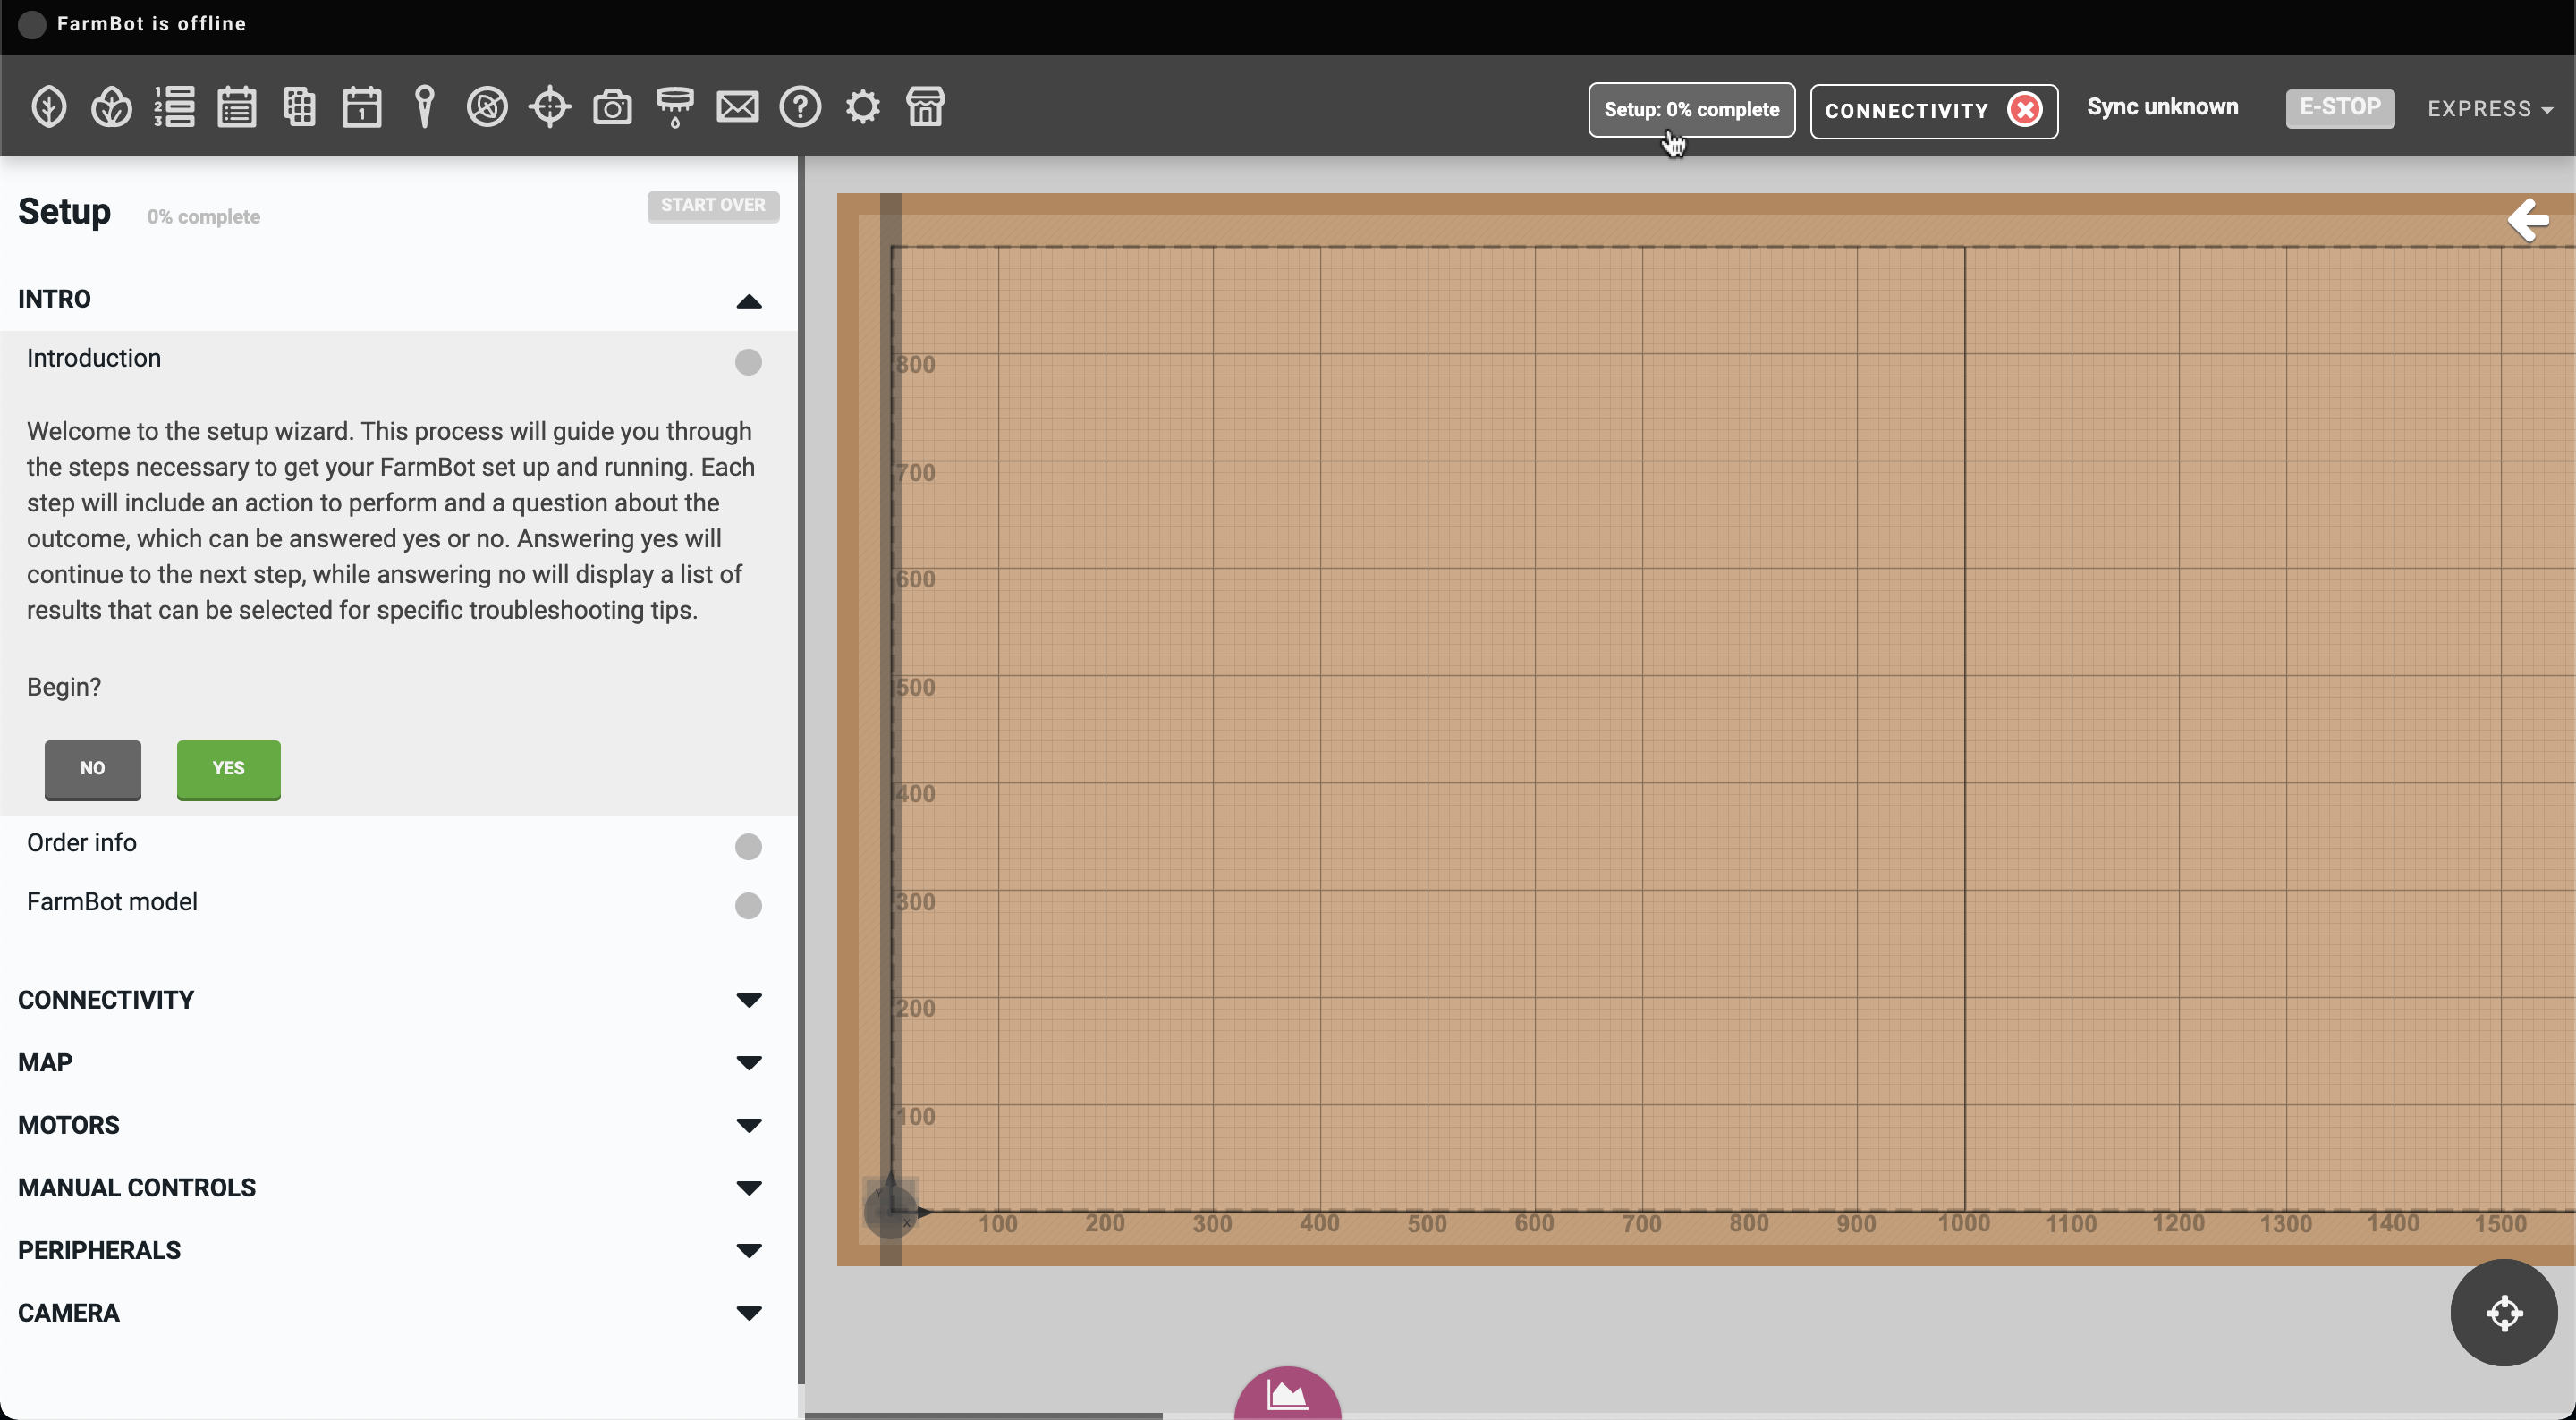 FarmBot is offline
1
2
3
1
?
Setup: 0% complete
CONNECTIVITY
Sync unknown
E-STOP
EXPRESS
Setup
0% complete
START OVER
INTRO
Introduction
Welcome to the setup wizard. This process will guide you through
the steps necessary to get your FarmBot set up and running. Each
step will include an action to perform and a question about the
outcome, which can be answered yes or no. Answering yes will
continue to the next step, while answering no will display a list of
results that can be selected for specific troubleshooting tips.
Begin?
NO
YES
Order info
FarmBot model
CONNECTIVITY
MAP
MOTORS
MANUAL CONTROLS
PERIPHERALS
CAMERA
800
700
600
500
400
300
200
100
Y
X
100 200 300 400 500 600 700 800 900 1000 1100 1200 1300 1400 1500